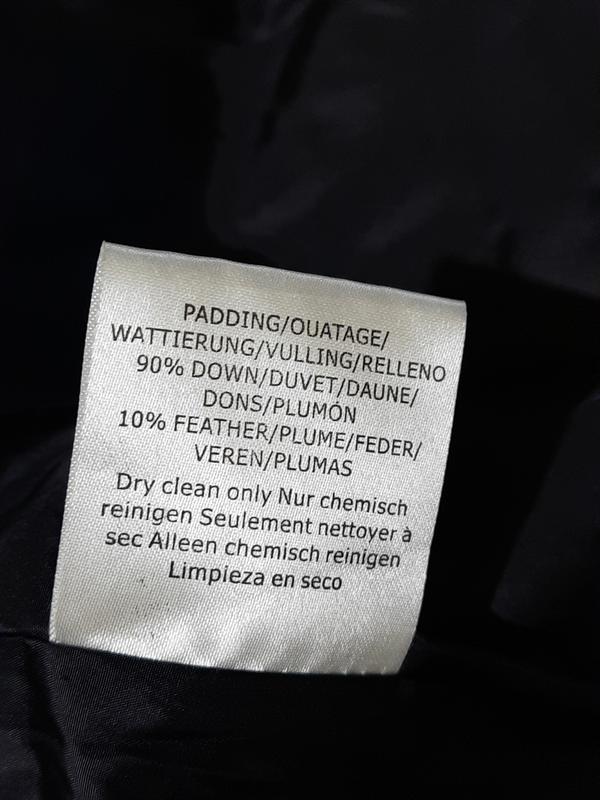 PADDING/OUATAGE/
WATTIERUNG/VULLING/RELLENO
90% DOWN/DUVET/DAUNE/
DONS/PLUMÓN
10% FEATHER/PLUME/FEDER/
VEREN/PLUMAS
Dry clean only Nur chemisch
reinigen Seulement nettoyer à
sec Alleen chemisch reinigen
Limpieza en seco